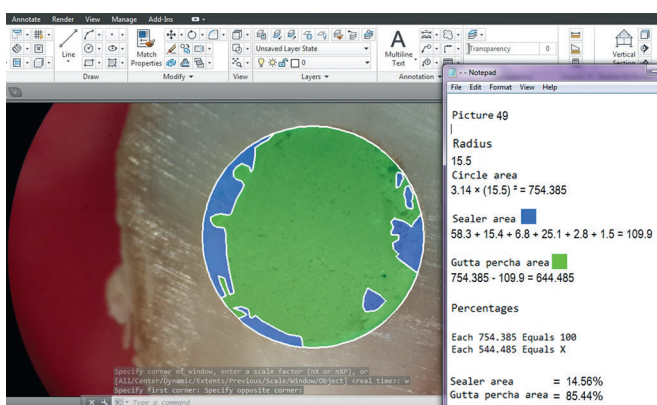 Annotate Render View Manage Add-Ins
Line
Draw
Match
Properties
Modify
View
Unsaved Layer State
0
Layers
A
Multiline
Text
Annotation
Transparency 0
Vertical
Section
- - Notepad
File Edit Format View Help
Picture 49
Radius
15.5
Circle area
3.14 × (15.5) ² = 754.385
Sealer area
58.3 + 15.4 + 6.8 + 25.1 + 2.8 + 1.5 = 109.9
Gutta percha area
754.385 - 109.9 = 644.485
Percentages
Each 754.385 Equals 100
Each 544.485 Equals X
Sealer area = 14.56%
Gutta percha area = 85.44%
Specify corner of window, enter a scale factor (nX or nXP), or
[All/Center/Dynamic/Extents/Previous/Scale/Window/Object] <real time>: w
Specify first corner: Specify opposite corner:
Type a command